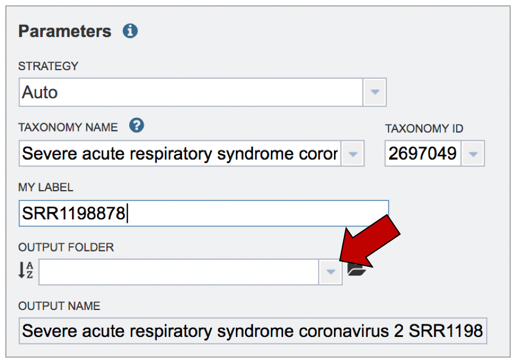 Parameters
STRATEGY
Auto
TAXONOMY NAME TAXONOMY ID
Severe acute respiratory syndrome coror 2697049
MY LABEL
SRR1198878
OUTPUT FOLDER
AZ
OUTPUT NAME
Severe acute respiratory syndrome coronavirus 2 SRR1198